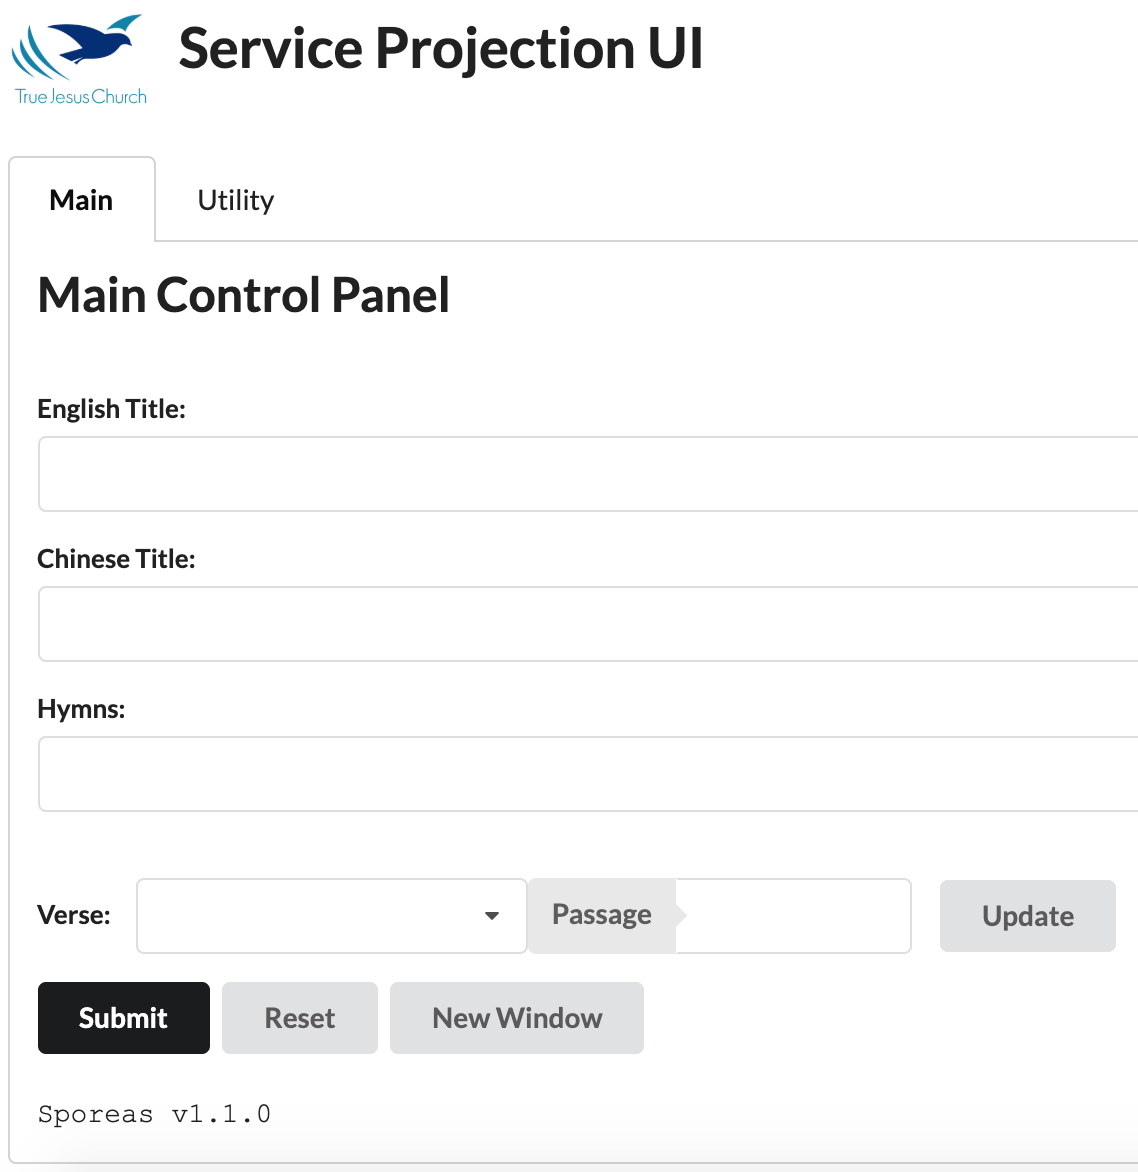 Service Projection UI
True Jesus Church
Main
Utility
Main Control Panel
English Title:
Chinese Title:
Hymns:
Verse:
Passage
Update
Submit
Reset
New Window
Sporeas v1.1.0